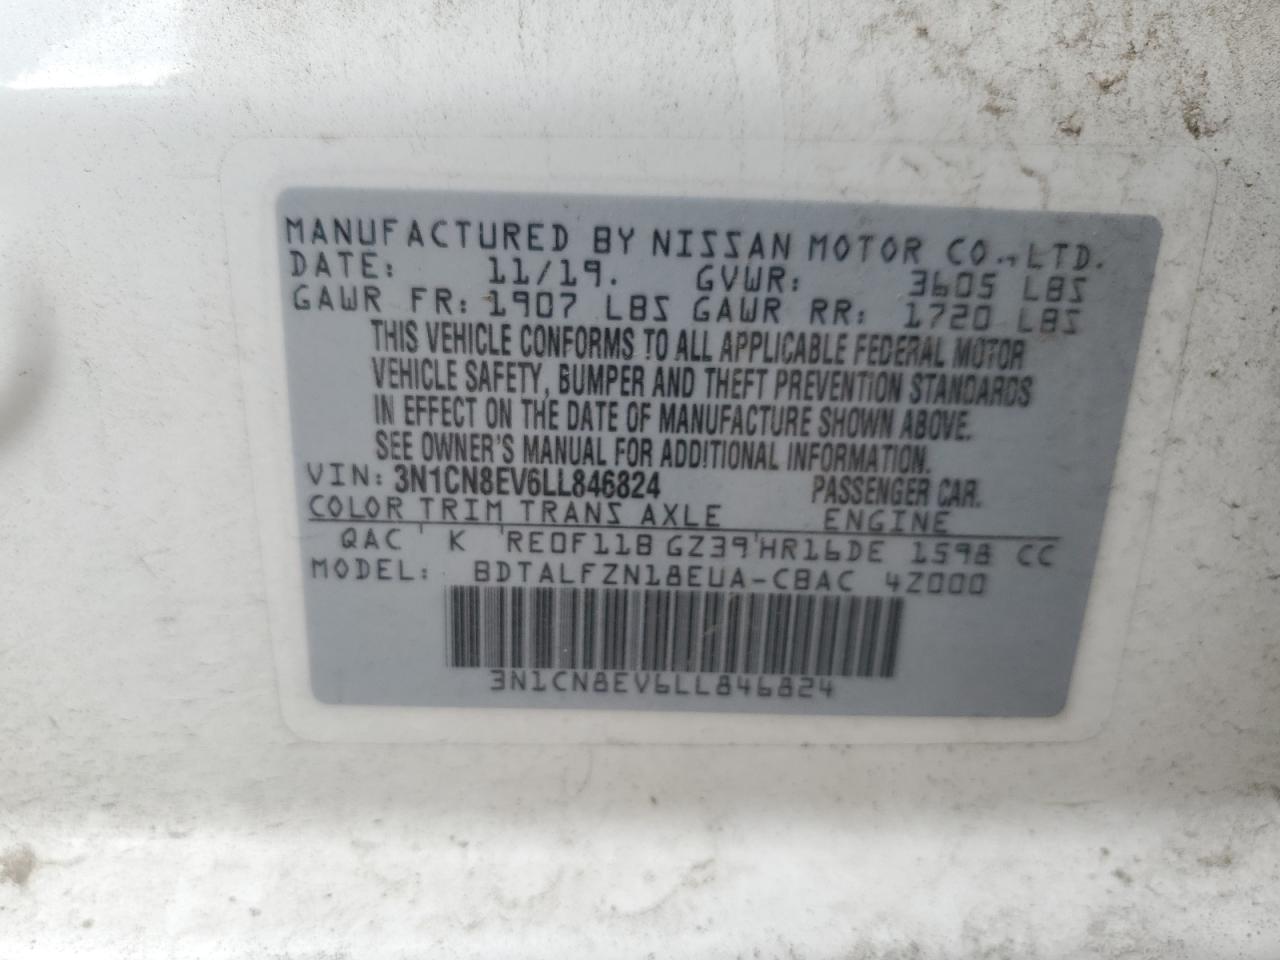 MANUFACTURED BY NISSAN MOTOR CO., LTD.
DATE: 11/19. GVWR: 3605 LBS
GAWR FR: 1907 LBS GAWR RR: 1720 LBS
THIS VEHICLE CONFORMS TO ALL APPLICABLE FEDERAL MOTOR
VEHICLE SAFETY, BUMPER AND THEFT PREVENTION STANDARDS
IN EFFECT ON THE DATE OF MANUFACTURE SHOWN ABOVE.
SEE OWNER'S MANUAL FOR ADDITIONAL INFORMATION.
VIN: 3N1CN8EV6LL846824 PASSENGER CAR.
COLOR TRIM TRANS AXLE ENGINE
QAC K RE0F11B GZ39 HR16DE 1598 CC
MODEL: BDTALFZN18EUA-CBAC 4Z000
3N1CN8EV6LL846824